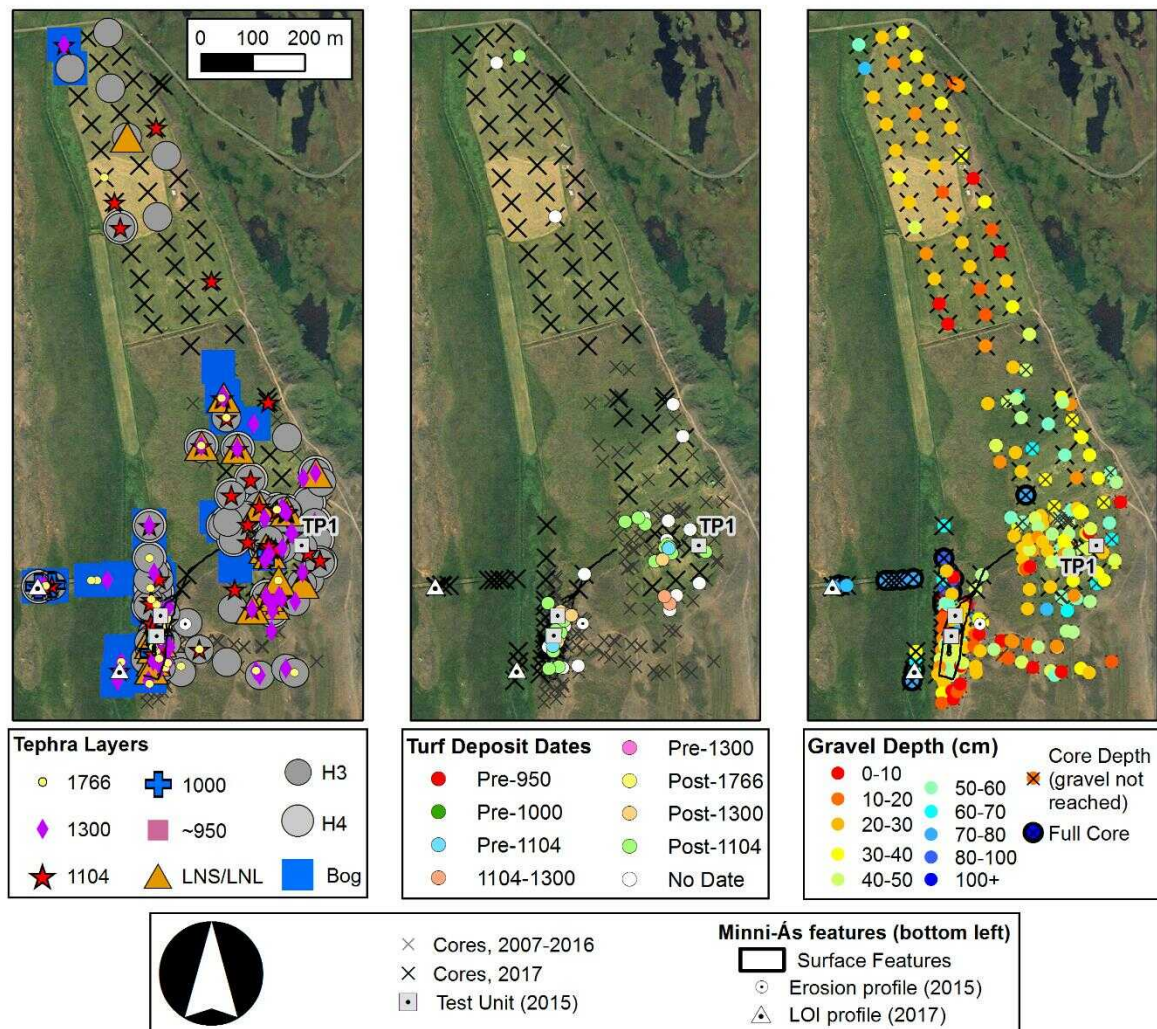 0 100 200 m
TP1
TP1
TP1
Tephra Layers
1766
1300
1104
1000
~950
LNS/LNL
H3
H4
Bog
Turf Deposit Dates
Pre-950
Pre-1000
Pre-1104
1104-1300
Pre-1300
Post-1766
Post-1300
Post-1104
No Date
Gravel Depth (cm)
0-10
10-20
20-30
30-40
40-50
50-60
60-70
70-80
80-100
100+
Core Depth
(gravel not
reached)
Full Core
Cores, 2007-2016
Cores, 2017
Test Unit (2015)
Minni-Ás features (bottom left)
Surface Features
Erosion profile (2015)
LOI profile (2017)